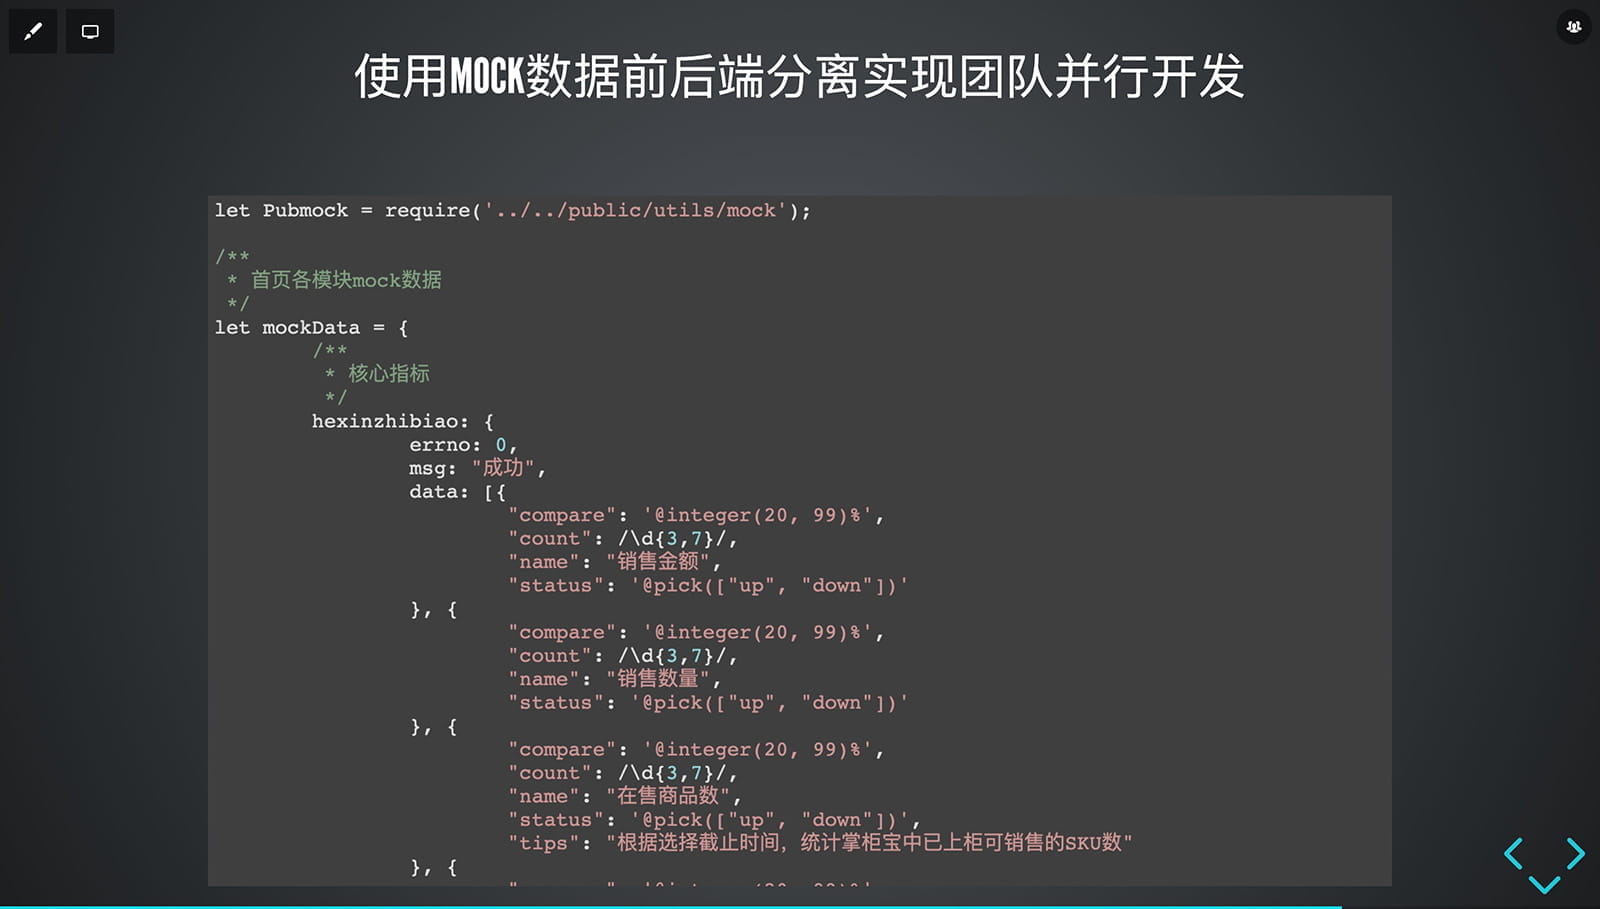 使用MOCK数据前后端分离实现团队并行开发
let Pubmock = require('../../public/utils/mock');
/**
* 首页各模块mock数据
*/
let mockData = {
/**
* 核心指标
*/
hexinzhibiao: {
errno: 0,
msg: "成功",
data: [{
"compare": '@integer(20, 99)%',
"count": /\d{3,7}/,
"name": "销售金额",
"status": '@pick(["up", "down"])'
}, {
"compare": '@integer(20, 99)%',
"count": /\d{3,7}/,
"name": "销售数量",
"status": '@pick(["up", "down"])'
}, {
"compare": '@integer(20, 99)%',
"count": /\d{3,7}/,
"name": "在售商品数",
"status": '@pick(["up", "down"])',
"tips": "根据选择截止时间，统计掌柜宝中已上柜可销售的SKU数"
}, {